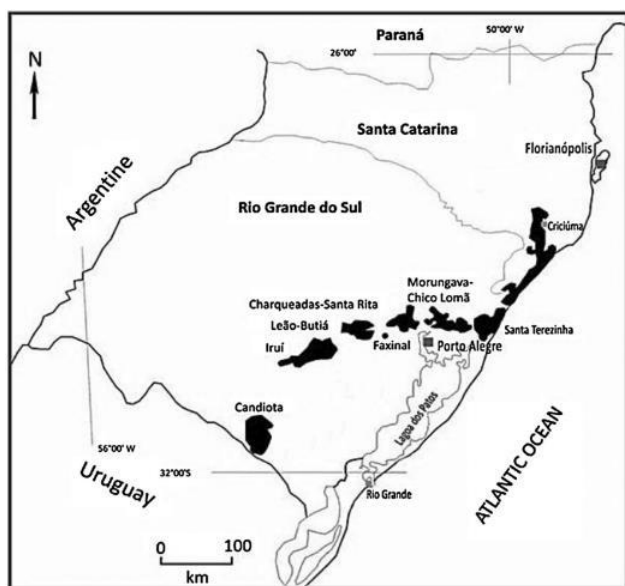 Paraná
50°00' W
26°00'
N
Santa Catarina
Florianópolis
Argentine
Rio Grande do Sul
Criciúma
Morungava-
Chico Lomã
Charqueadas-Santa Rita
Leão-Butiá
Santa Terezinha
Iruí
Faxinal
Porto Alegre
Candiota
Lagoa dos Patos
56°00' W
32°00'S
Uruguay
Rio Grande
ATLANTIC OCEAN
0 100
km